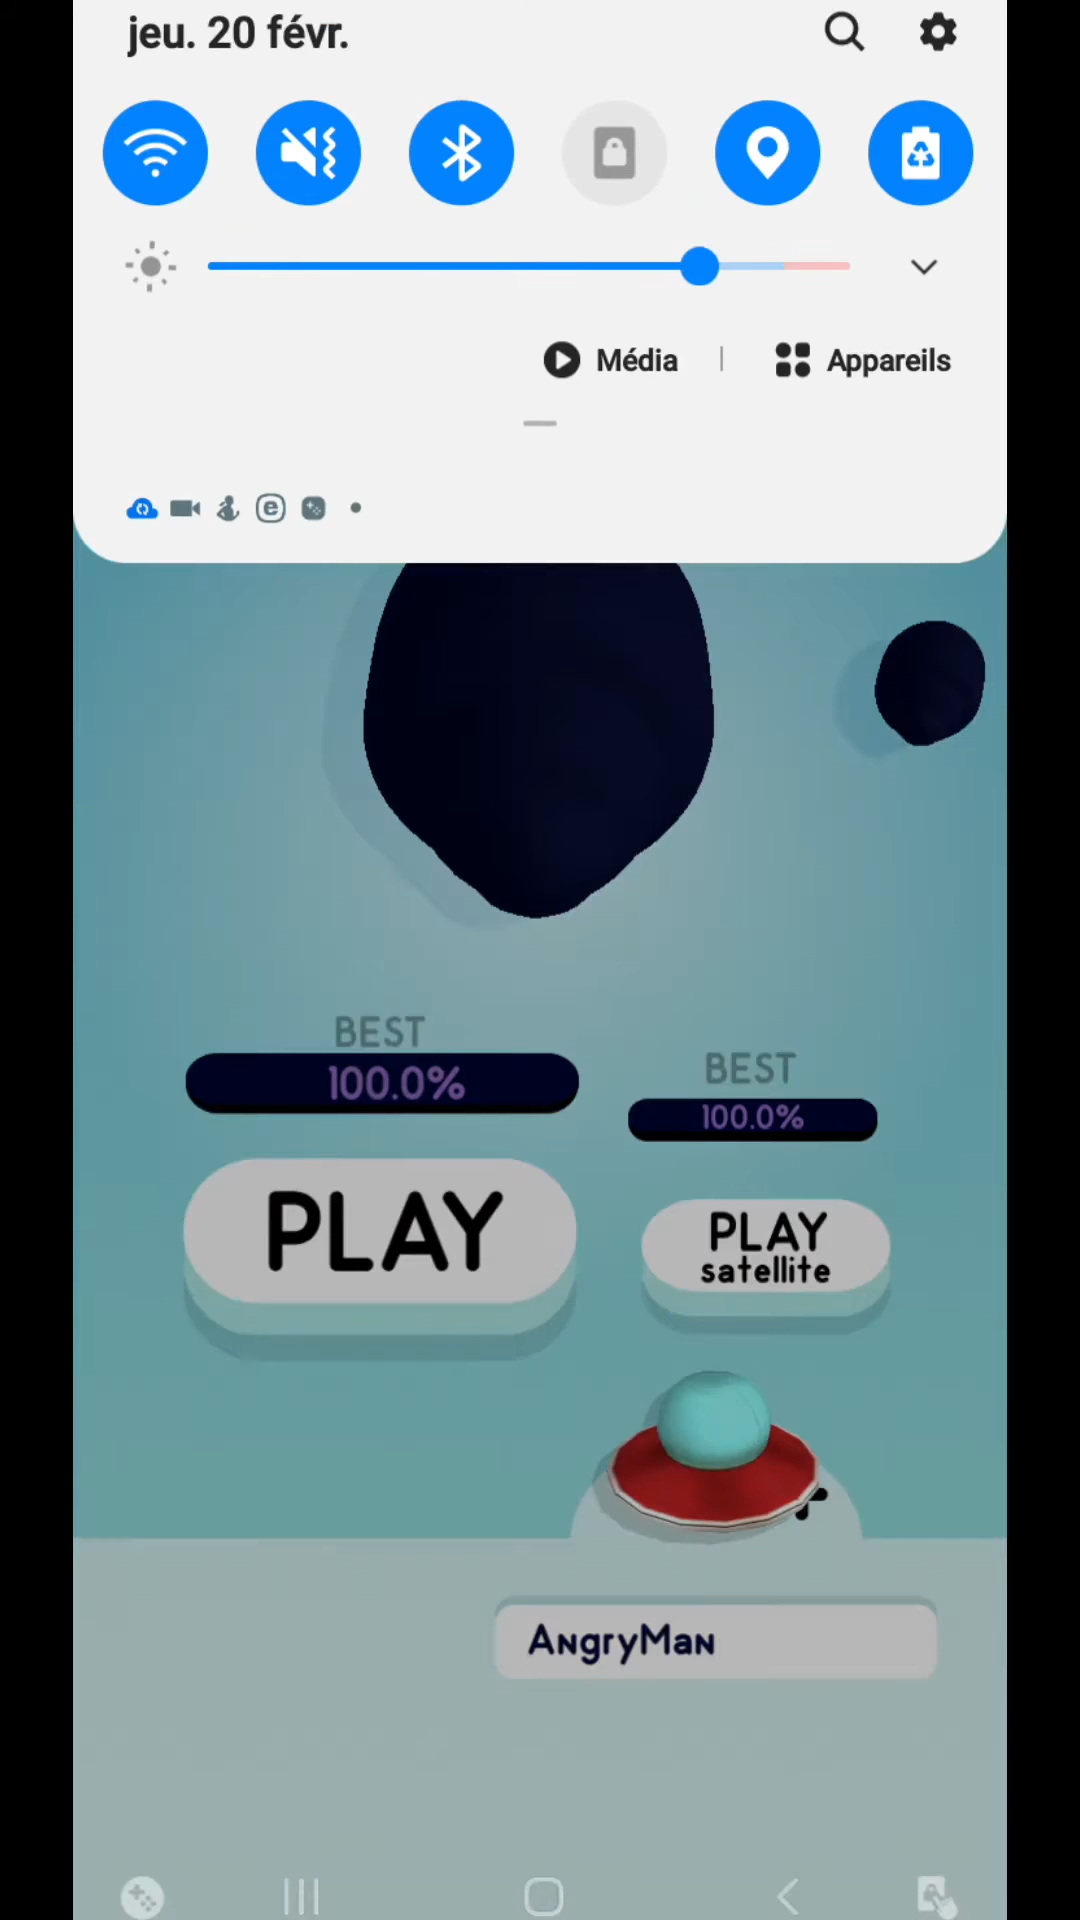 jeu. 20 févr.
Média | Appareils
BEST
100.0%
BEST
100.0%
PLAY
PLAY
satellite
AngryMan